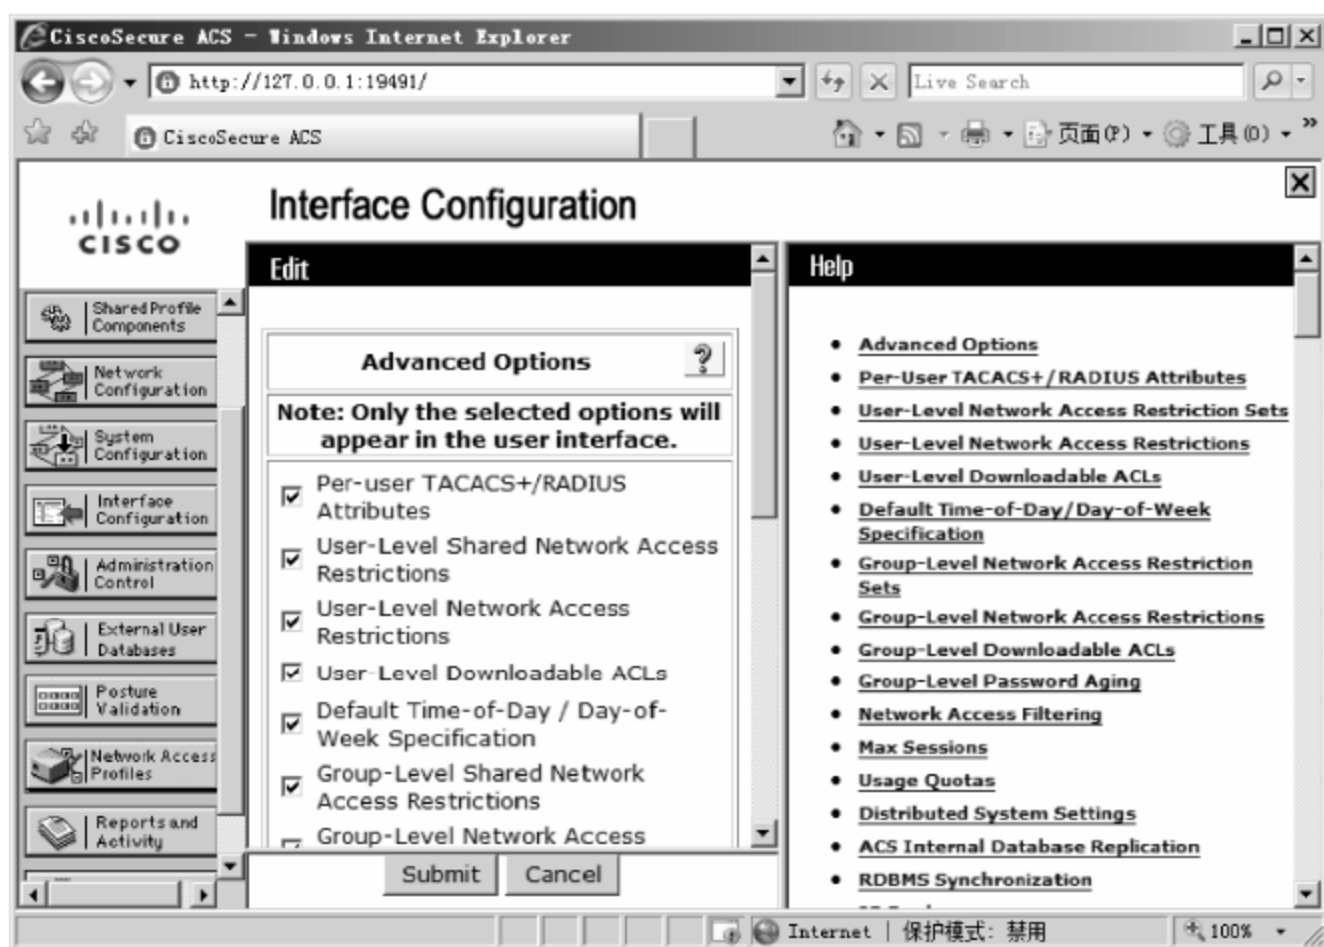 CiscoSecure ACS - Windows Internet Explorer
http://127.0.0.1:19491/
Live Search
CiscoSecure ACS
页面(P)
工具(O)
»
CISCO
Interface Configuration
Shared Profile
Components
Network
Configuration
System
Configuration
Interface
Configuration
Administration
Control
External User
Databases
Posture
Validation
Network Access
Profiles
Reports and
Activity
Edit
Advanced Options
?
Note: Only the selected options will
appear in the user interface.
Per-user TACACS+/RADIUS
Attributes
User-Level Shared Network Access
Restrictions
User-Level Network Access
Restrictions
User-Level Downloadable ACLs
Default Time-of-Day / Day-of-
Week Specification
Group-Level Shared Network
Access Restrictions
Group-Level Network Access
Submit
Cancel
Help
Advanced Options
Per-User TACACS+/RADIUS Attributes
User-Level Network Access Restriction Sets
User-Level Network Access Restrictions
User-Level Downloadable ACLs
Default Time-of-Day/Day-of-Week
Specification
Group-Level Network Access Restriction
Sets
Group-Level Network Access Restrictions
Group-Level Downloadable ACLs
Group-Level Password Aging
Network Access Filtering
Max Sessions
Usage Quotas
Distributed System Settings
ACS Internal Database Replication
RDBMS Synchronization
Internet | 保护模式: 禁用
100%